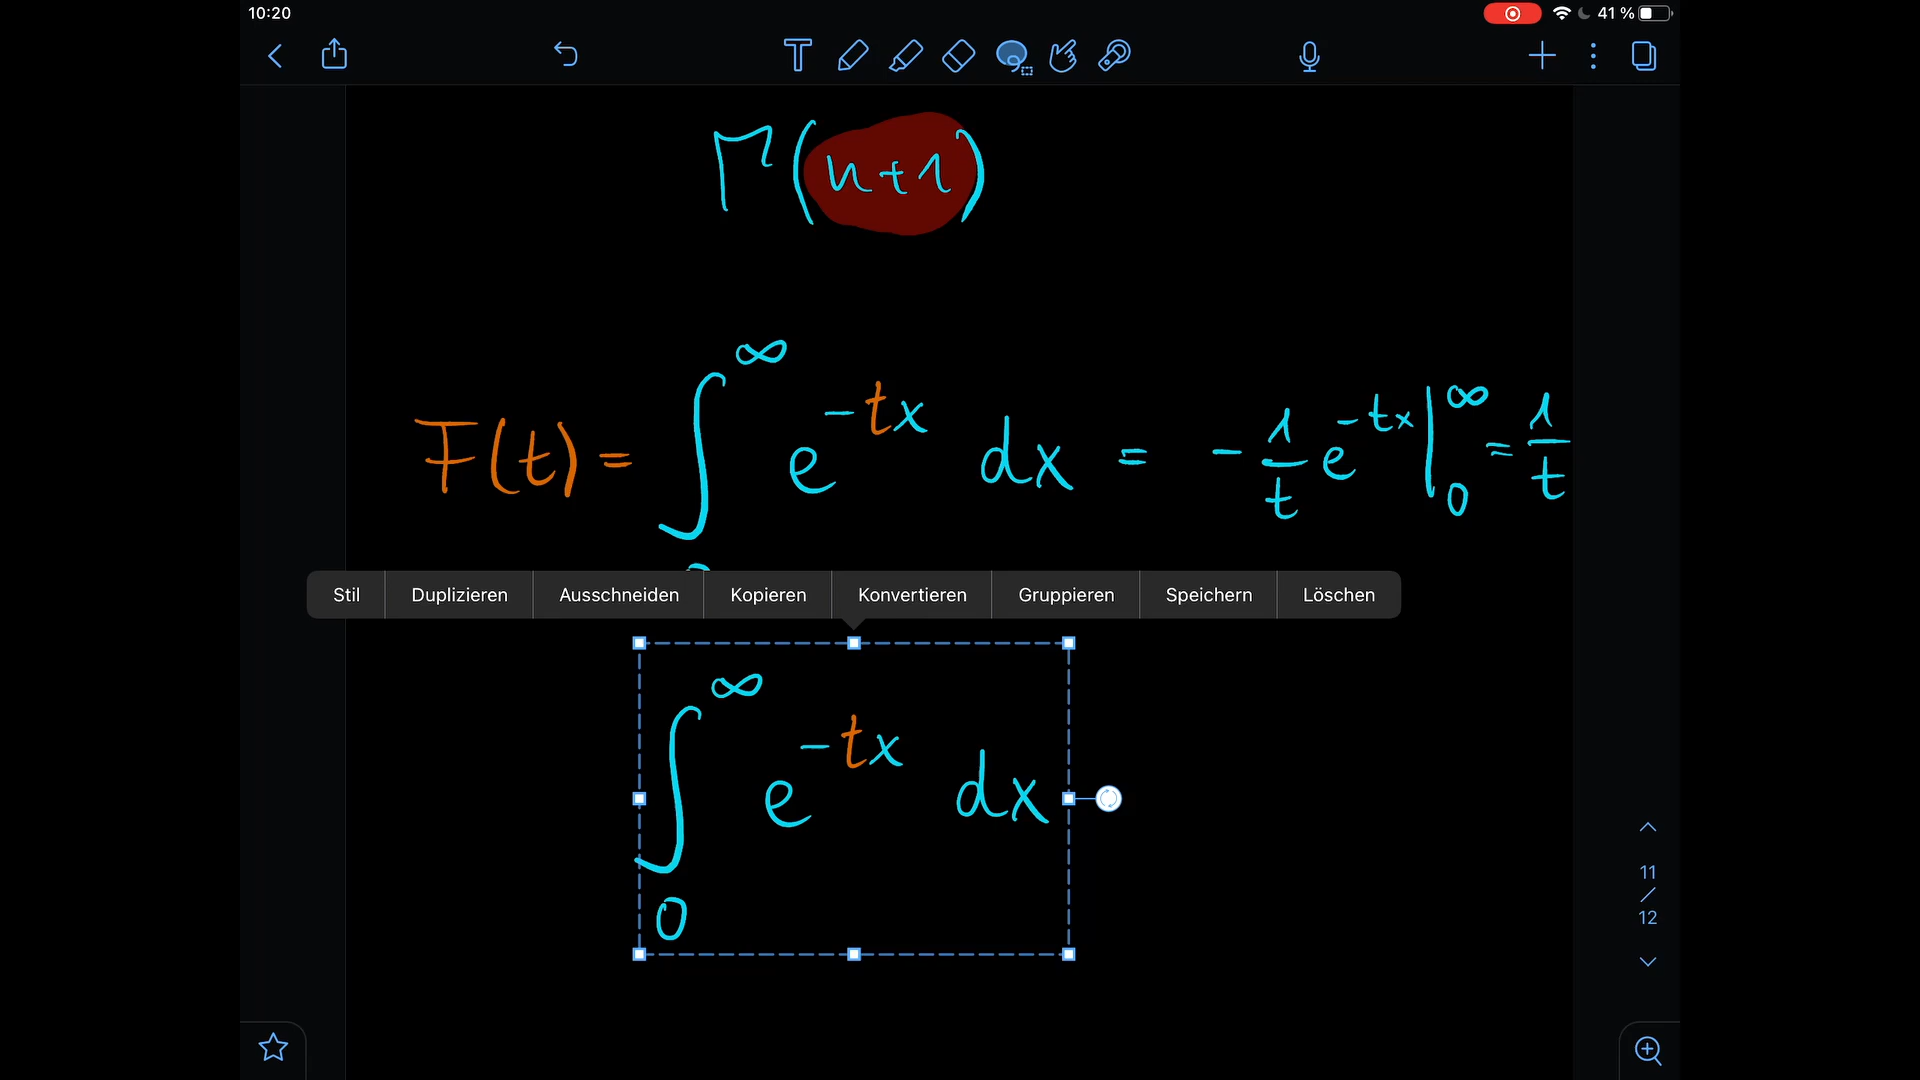 10:20 41 %
Γ(n+1)
F(t) = ∫₀^∞ e^{-tx} dx = - 1/t e^{-tx} |₀^∞ = 1/t
Stil Duplizieren Ausschneiden Kopieren Konvertieren Gruppieren Speichern Löschen
∫₀^∞ e^{-tx} dx
11
/
12